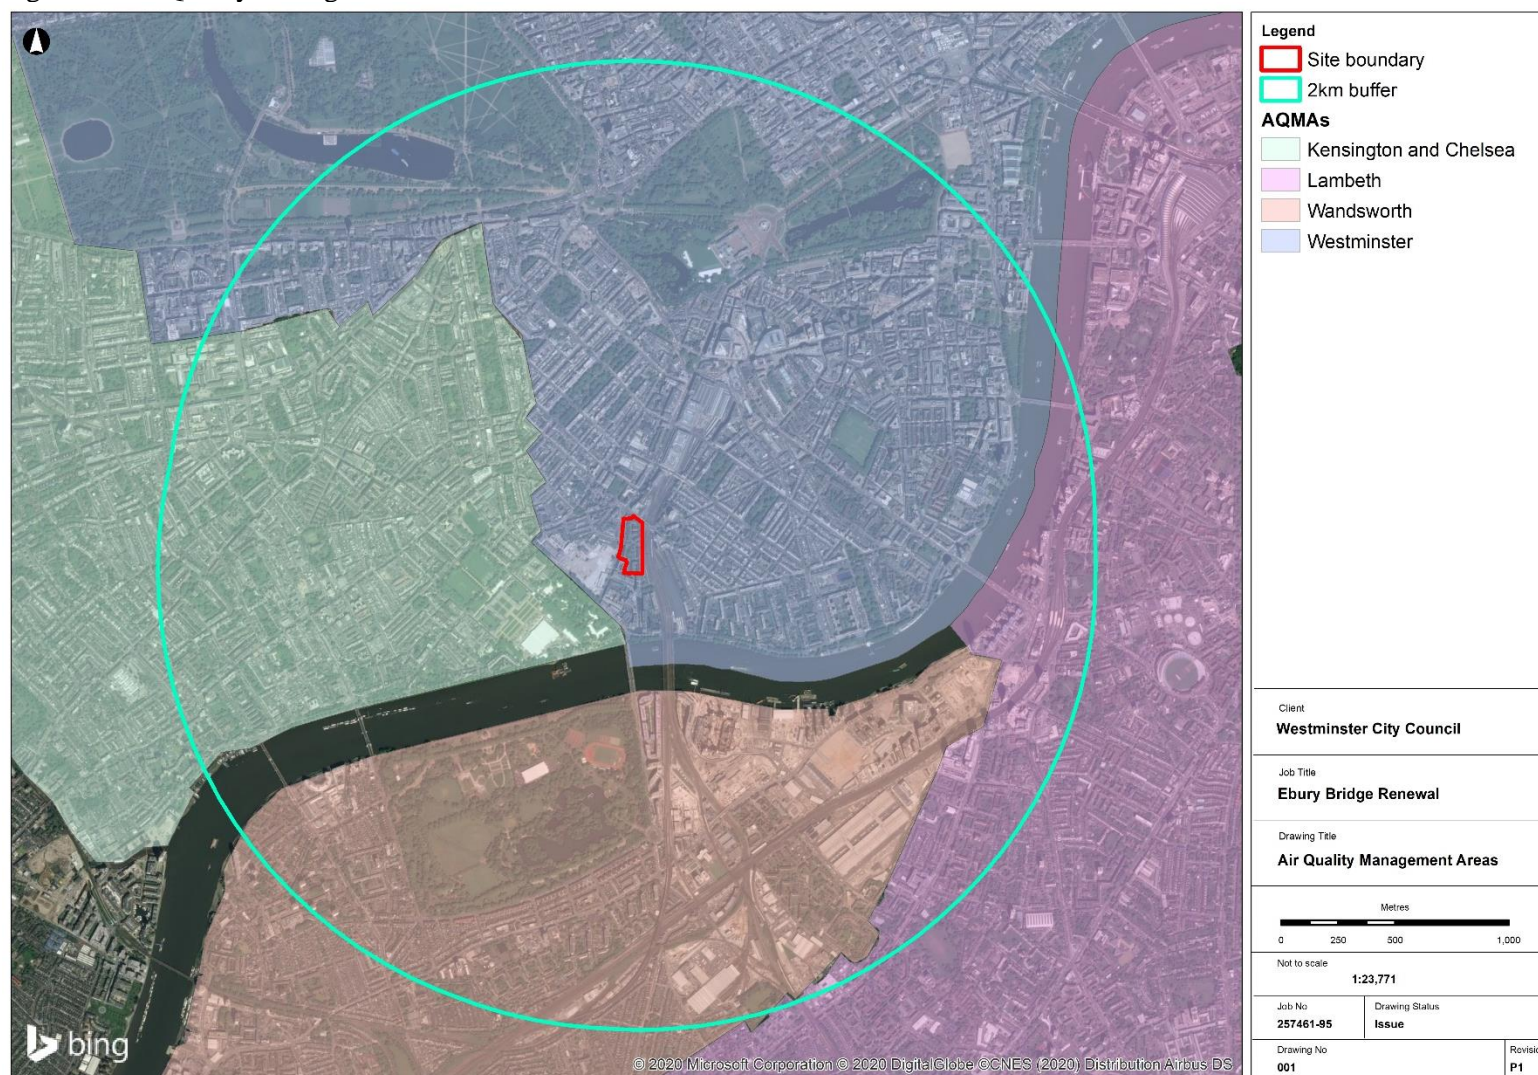 Legend
Site boundary
2km buffer
AQMAs
Kensington and Chelsea
Lambeth
Wandsworth
Westminster
Client
Westminster City Council
Job Title
Ebury Bridge Renewal
Drawing Title
Air Quality Management Areas
Metres
0 250 500 1,000
Not to scale
1:23,771
Job No Drawing Status
257461-95 Issue
Drawing No
001
P1
bing
© 2020 Microsoft Corporation © 2020 DigitalGlobe ©CNES (2020) Distribution Airbus DS